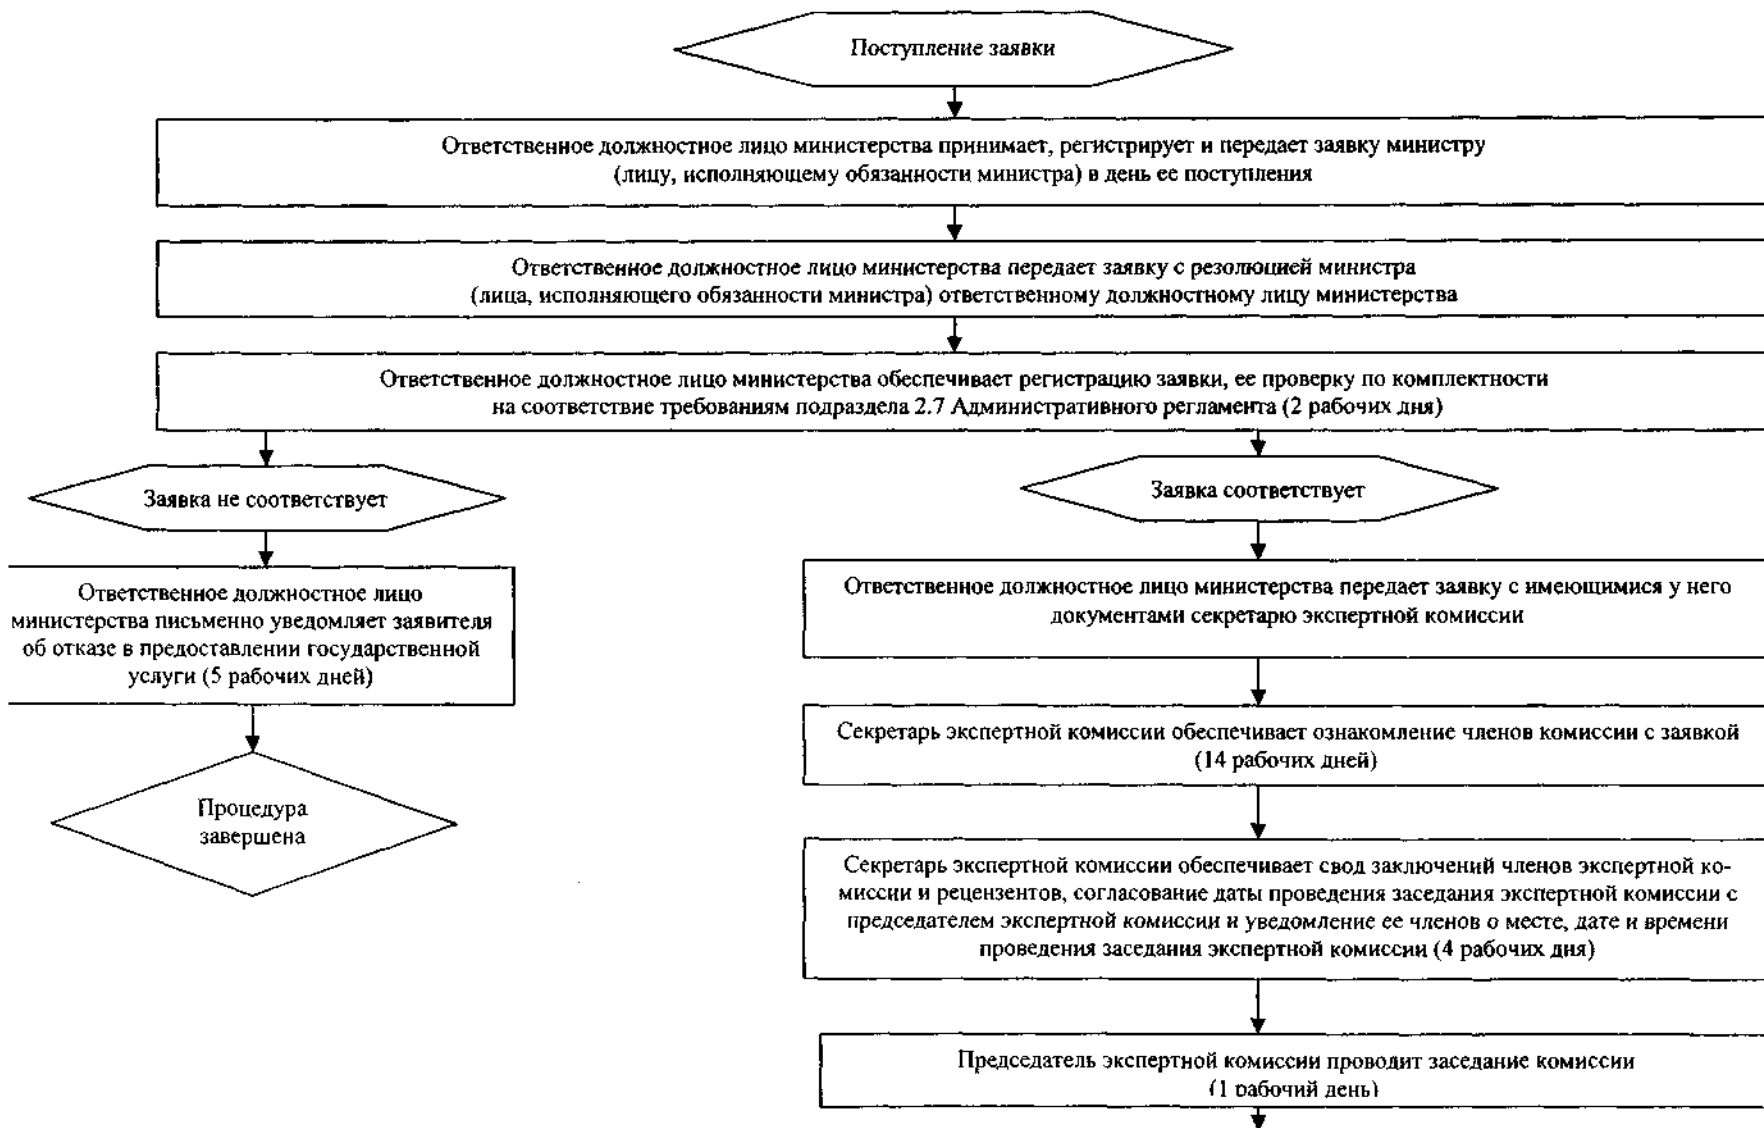 Поступление заявки
Ответственное должностное лицо министерства принимает, регистрирует и передает заявку министру
(лицу, исполняющему обязанности министра) в день ее поступления
Ответственное должностное лицо министерства передает заявку с резолюцией министра
(лица, исполняющего обязанности министра) ответственному должностному лицу министерства
Ответственное должностное лицо министерства обеспечивает регистрацию заявки, ее проверку по комплектности
на соответствие требованиям подраздела 2.7 Административного регламента (2 рабочих дня)
Заявка не соответствует
Ответственное должностное лицо
министерства письменно уведомляет заявителя
об отказе в предоставлении государственной
услуги (5 рабочих дней)
Процедура
завершена
Заявка соответствует
Ответственное должностное лицо министерства передает заявку с имеющимися у него
документами секретарю экспертной комиссии
Секретарь экспертной комиссии обеспечивает ознакомление членов комиссии с заявкой
(14 рабочих дней)
Секретарь экспертной комиссии обеспечивает свод заключений членов экспертной ко-
миссии и рецензентов, согласование даты проведения заседания экспертной комиссии с
председателем экспертной комиссии и уведомление ее членов о месте, дате и времени
проведения заседания экспертной комиссии (4 рабочих дня)
Председатель экспертной комиссии проводит заседание комиссии
(1 рабочий день)